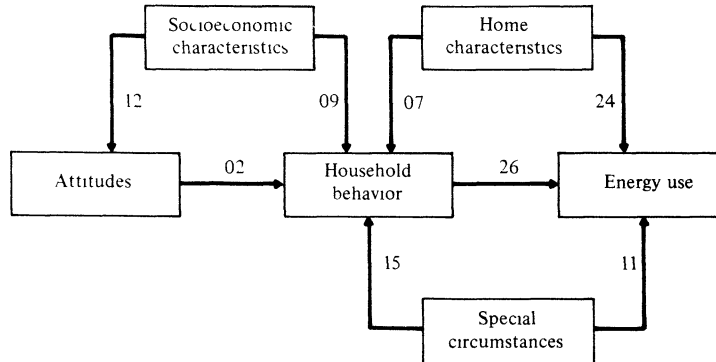 Socioeconomic
characteristics
Home
characteristics
12
09
07
24
Attitudes
02
Household
behavior
26
Energy use
15
11
Special
circumstances